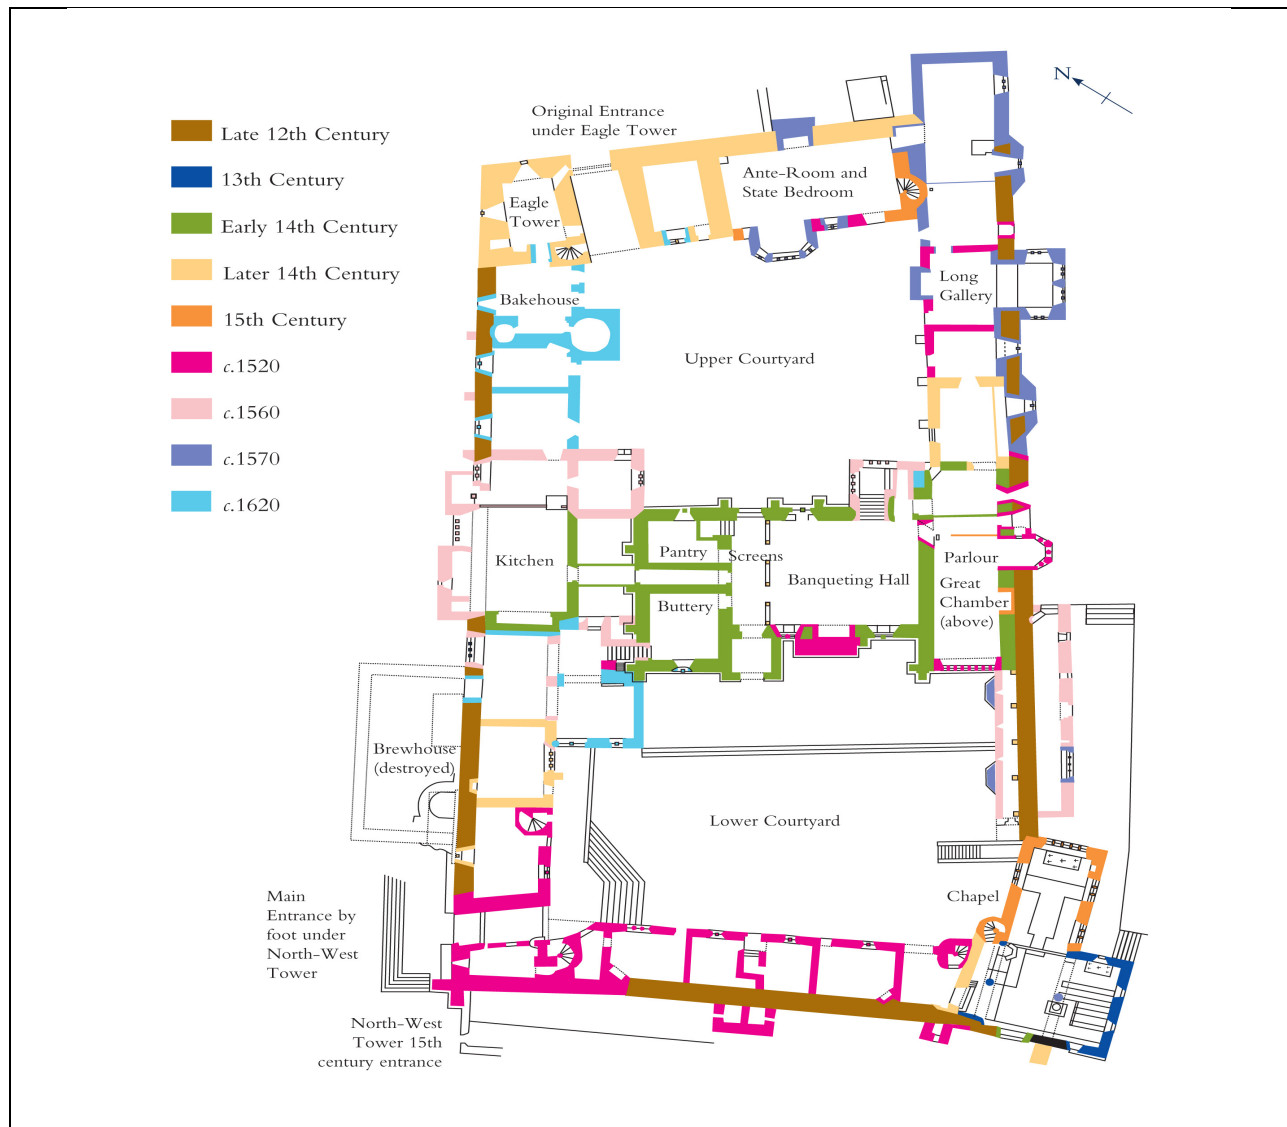 N
Original Entrance
under Eagle Tower
Late 12th Century
13th Century
Early 14th Century
Later 14th Century
15th Century
c.1520
c.1560
c.1570
c.1620
Ante-Room and
State Bedroom
Eagle
Tower
Bakehouse
Long
Gallery
Upper Courtyard
Kitchen
Pantry
Screens
Banqueting Hall
Parlour
Buttery
Great
Chamber
(above)
Brewhouse
(destroyed)
Lower Courtyard
Main
Entrance by
foot under
North-West
Tower
Chapel
North-West
Tower 15th
century entrance